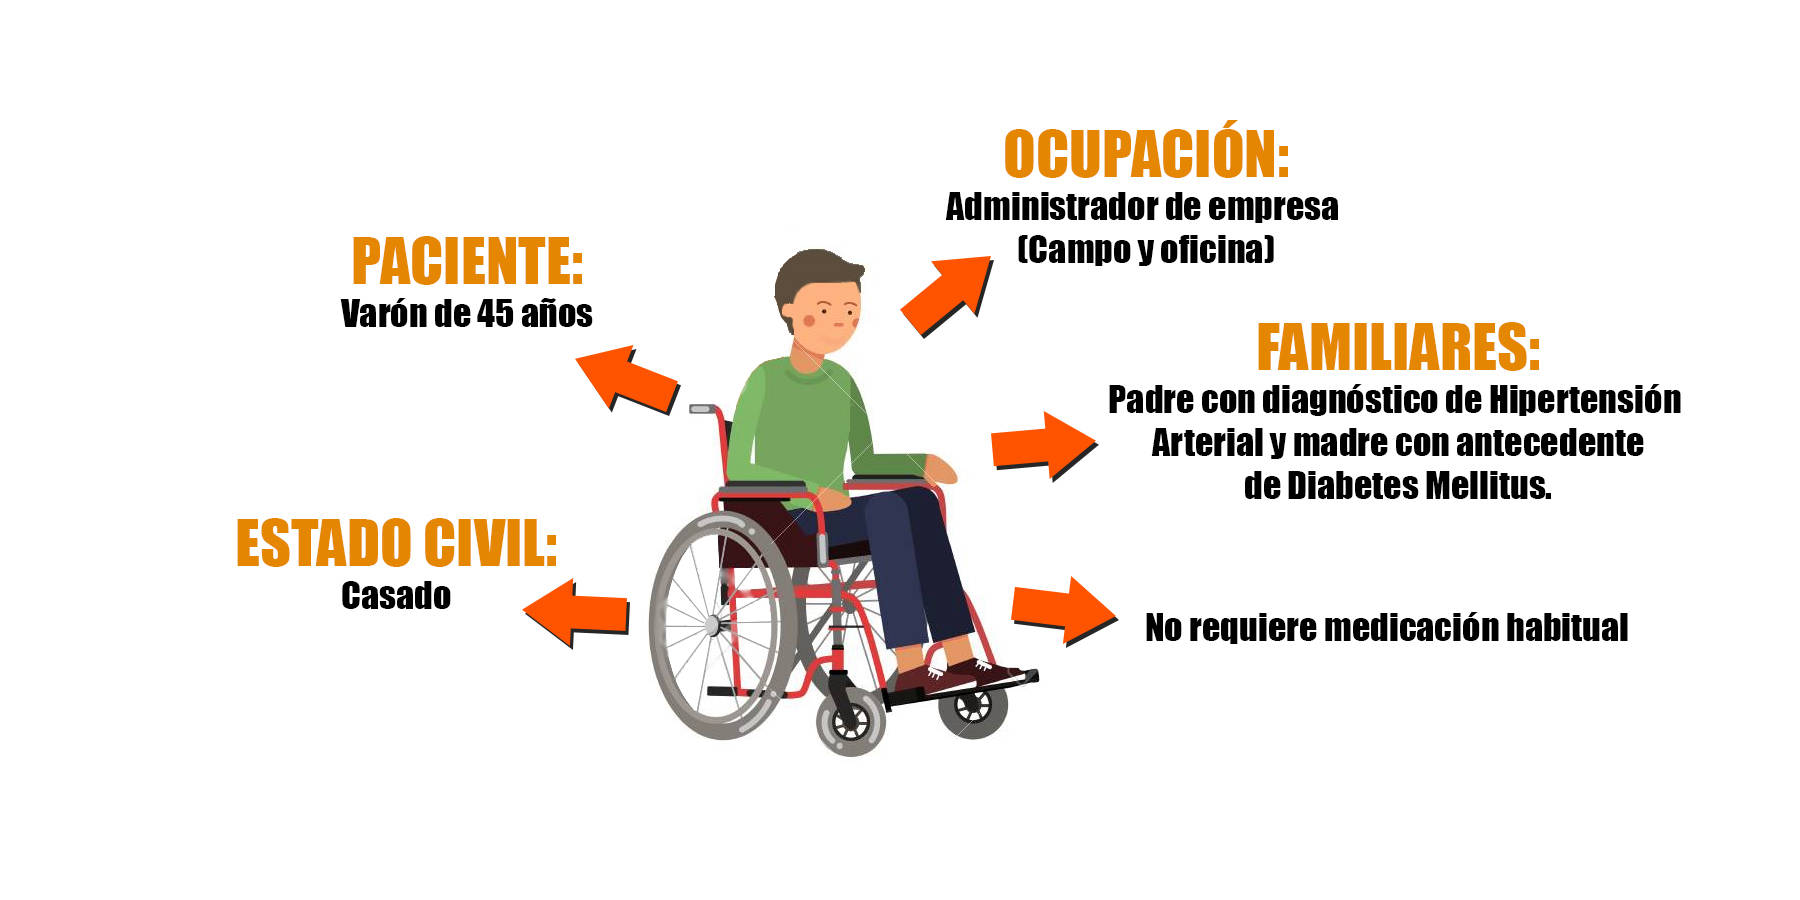 PACIENTE:
Varón de 45 años
ESTADO CIVIL:
Casado
OCUPACIÓN:
Administrador de empresa
(Campo y oficina)
FAMILIARES:
Padre con diagnóstico de Hipertensión
Arterial y madre con antecedente
de Diabetes Mellitus.
No requiere medicación habitual